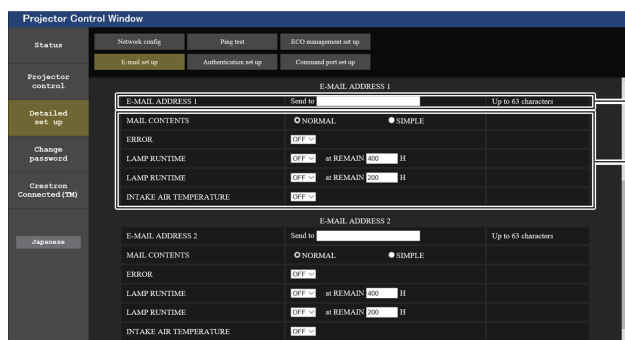 Projector Control Window
Status
Network config Ping test ECO management set up
E-mail set up Authentication set up Command port set up
Projector control
Detailed set up
Change password
Crestron Connected(TM)
Japanese
E-MAIL ADDRESS 1
E-MAIL ADDRESS 1 Send to Up to 63 characters
MAIL CONTENTS NORMAL SIMPLE
ERROR OFF
LAMP RUNTIME OFF at REMAIN 400 H
LAMP RUNTIME OFF at REMAIN 200 H
INTAKE AIR TEMPERATURE OFF
E-MAIL ADDRESS 2
E-MAIL ADDRESS 2 Send to Up to 63 characters
MAIL CONTENTS NORMAL SIMPLE
ERROR OFF
LAMP RUNTIME OFF at REMAIN 400 H
LAMP RUNTIME OFF at REMAIN 200 H
INTAKE AIR TEMPERATURE OFF